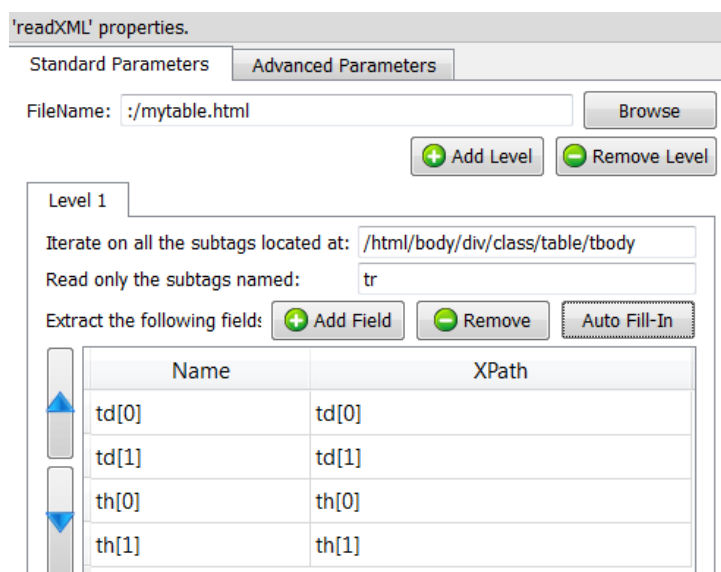 'readXML' properties.
Standard Parameters Advanced Parameters
FileName: :/mytable.html Browse
Add Level Remove Level
Level 1
Iterate on all the subtags located at: /html/body/div/class/table/tbody
Read only the subtags named: tr
Extract the following fields Add Field Remove Auto Fill-In
Name XPath
td[0] td[0]
td[1] td[1]
th[0] th[0]
th[1] th[1]